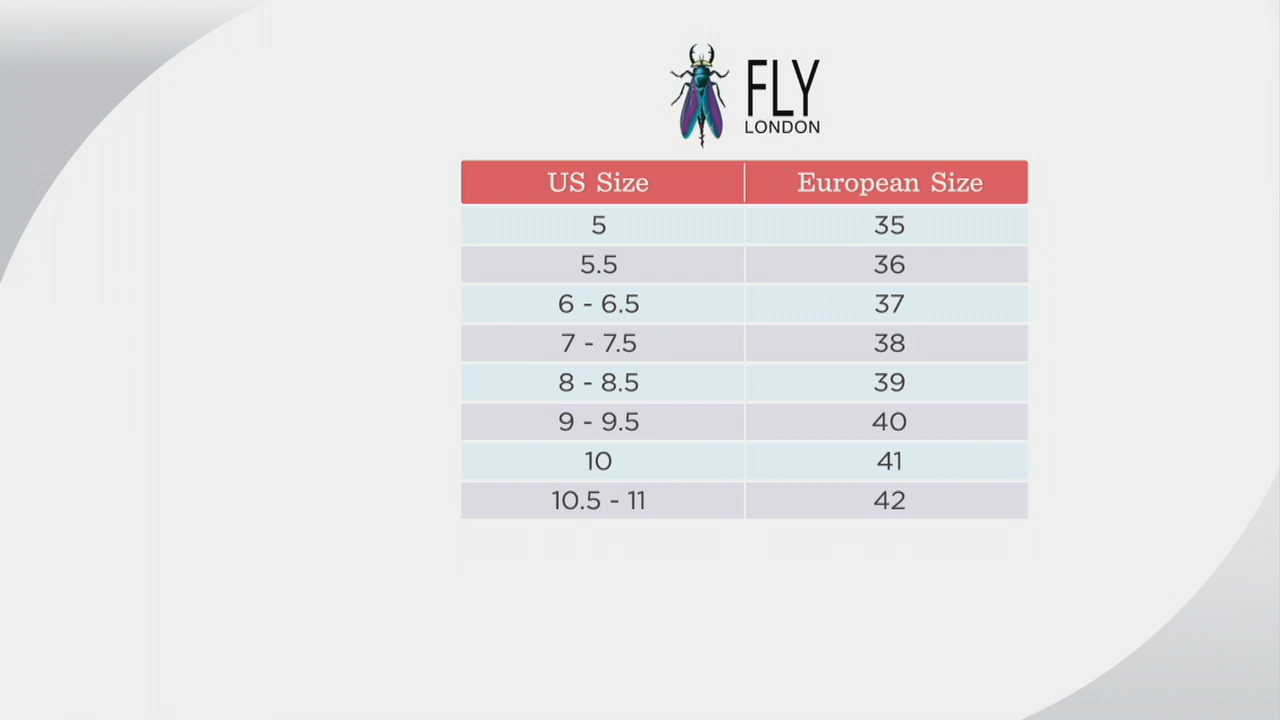 FLY
LONDON
US Size European Size
5 35
5.5 36
6 - 6.5 37
7 - 7.5 38
8 - 8.5 39
9 - 9.5 40
10 41
10.5 - 11 42